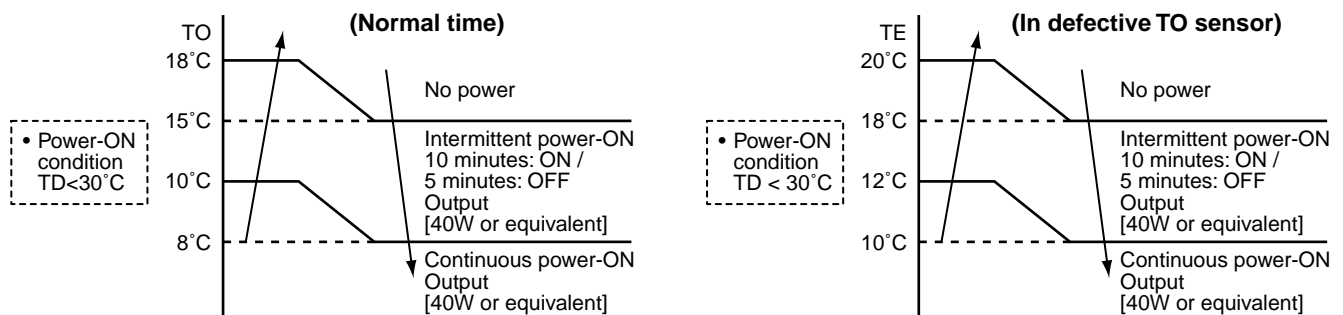 (Normal time)
TO
18˚C
15˚C
10˚C
8˚C
• Power-ON
condition
TD<30˚C
No power
Intermittent power-ON
10 minutes: ON /
5 minutes: OFF
Output
[40W or equivalent]
Continuous power-ON
Output
[40W or equivalent]
(In defective TO sensor)
TE
20˚C
18˚C
12˚C
10˚C
• Power-ON
condition
TD < 30˚C
No power
Intermittent power-ON
10 minutes: ON /
5 minutes: OFF
Output
[40W or equivalent]
Continuous power-ON
Output
[40W or equivalent]